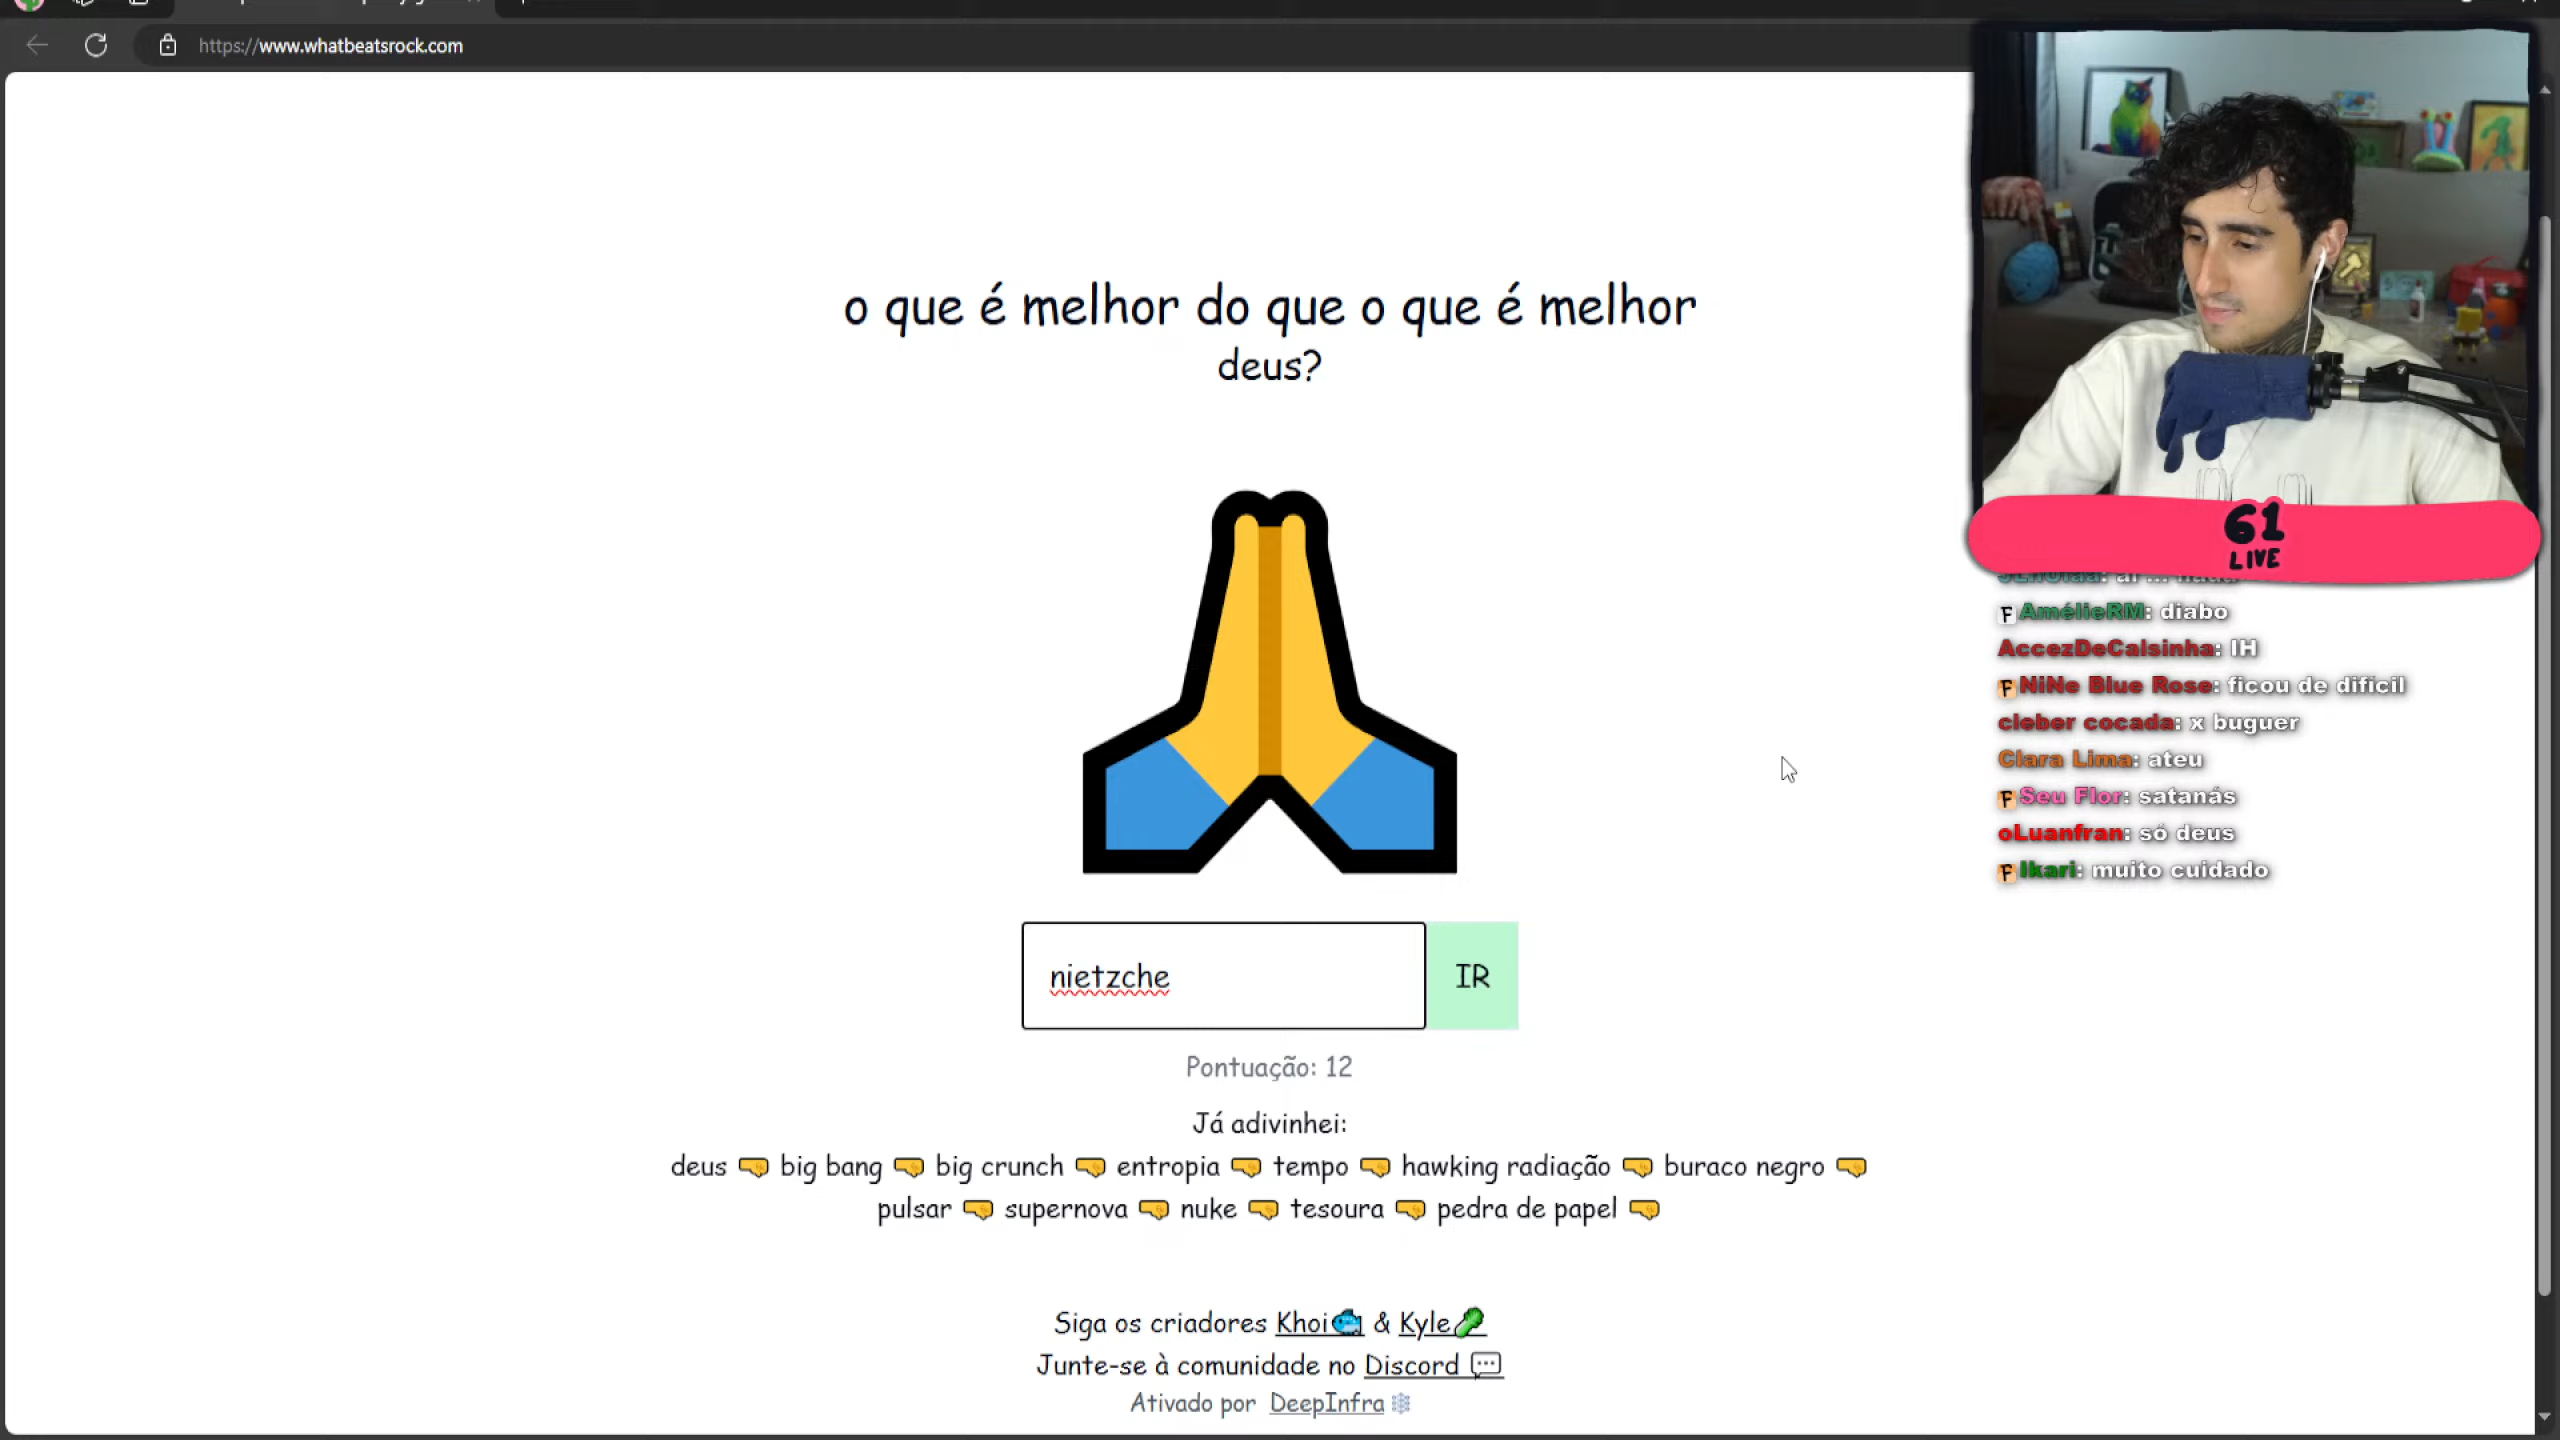 https://www.whatbeatsrock.com
o que é melhor do que o que é melhor
deus?
nietzche
IR
Pontuação: 12
Já adivinhei:
deus 🤜 big bang 🤜 big crunch 🤜 entropia 🤜 tempo 🤜 hawking radiação 🤜 buraco negro 🤜
pulsar 🤜 supernova 🤜 nuke 🤜 tesoura 🤜 pedra de papel 🤜
Siga os criadores Khoi🐟 & Kyle🥬
Junte-se à comunidade no Discord 💬
Ativado por DeepInfra
61
LIVE
F AmélieRM: diabo
AccezDeCalsinha: IH
F NiNe Blue Rose: ficou de dificil
cleber cocada: x buguer
Clara Lima: ateu
F Seu Flor: satanás
oLuanfran: só deus
F Ikari: muito cuidado